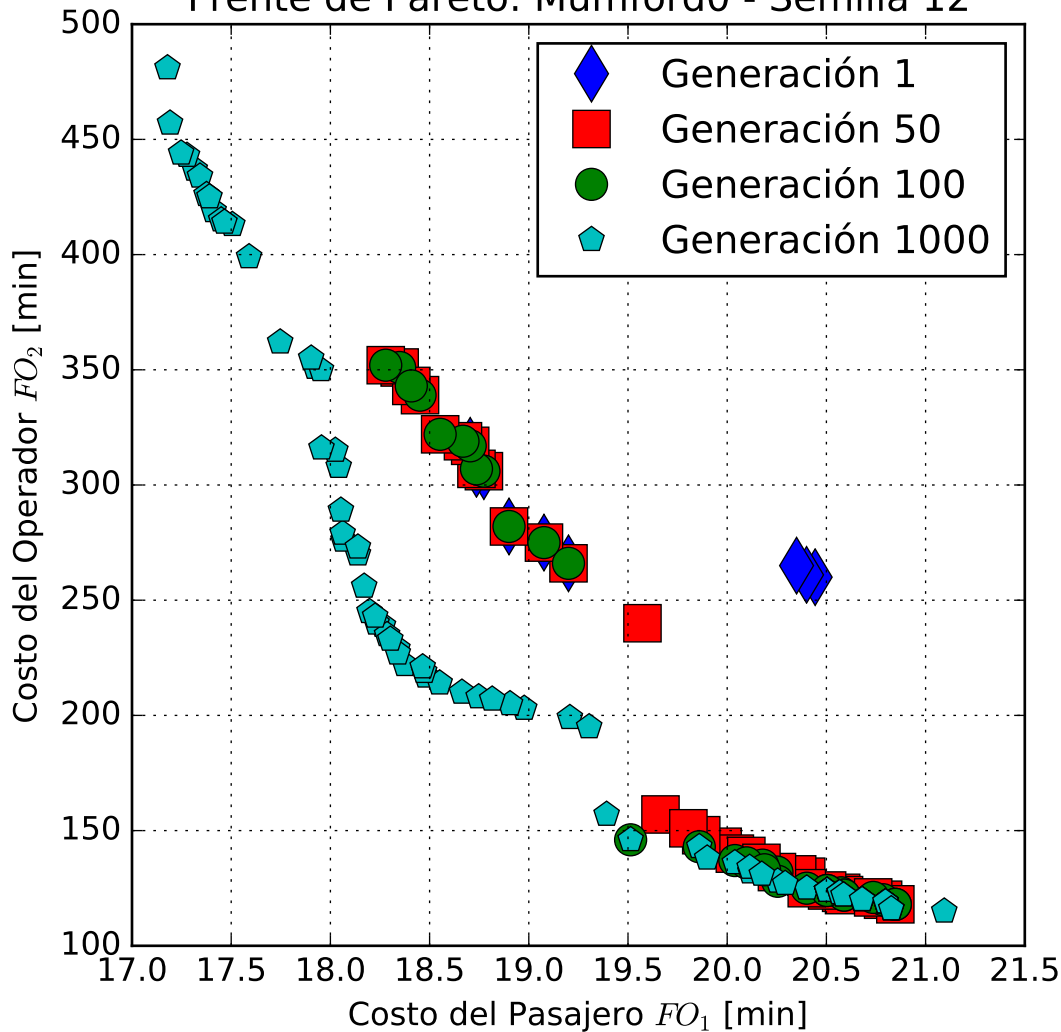 Frente de Pareto: Mumford0 - Semilla 12
500
450
400
350
300
250
200
150
100
Costo del Operador FO₂ [min]
Generación 1
Generación 50
Generación 100
Generación 1000
17.0 17.5 18.0 18.5 19.0 19.5 20.0 20.5 21.0 21.5
Costo del Pasajero FO₁ [min]